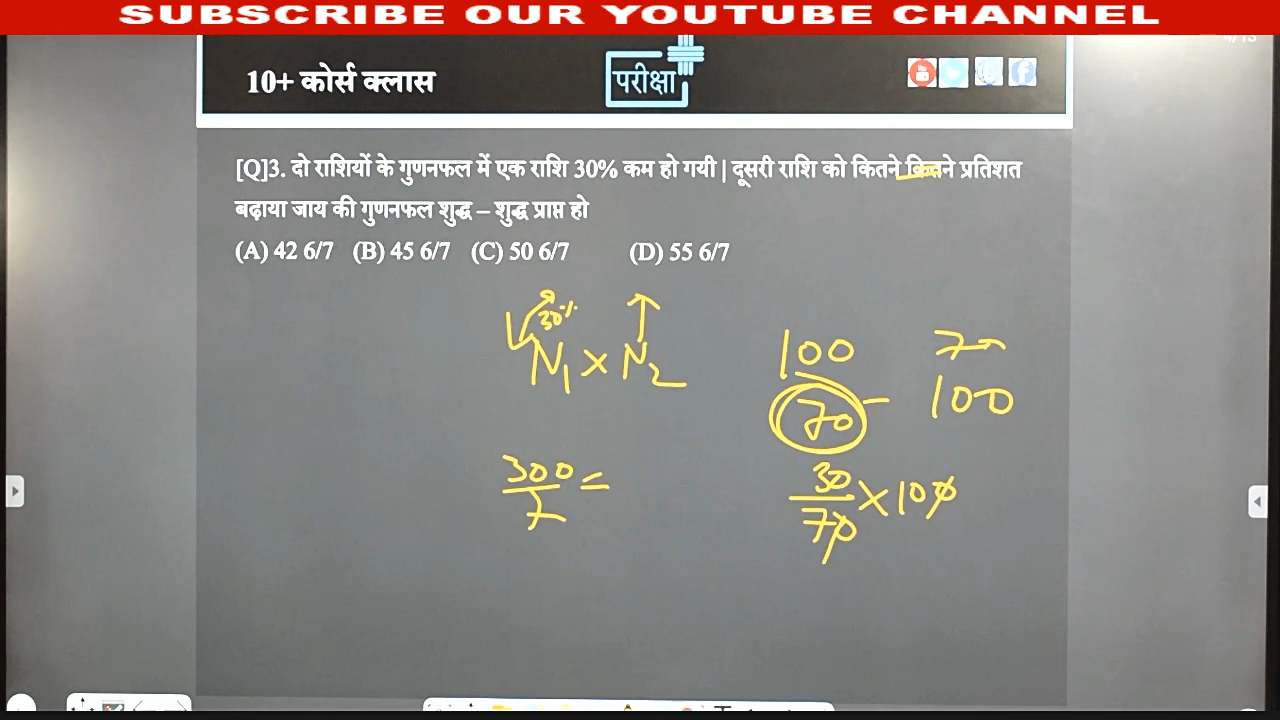 SUBSCRIBE OUR YOUTUBE CHANNEL
10+ कोर्स क्लास
परीक्षा
[Q]3. दो राशियों के गुणनफल में एक राशि 30% कम हो गयी | दूसरी राशि को कितने कितने प्रतिशत
बढ़ाया जाय की गुणनफल शुद्ध – शुद्ध प्राप्त हो
(A) 42 6/7 (B) 45 6/7 (C) 50 6/7 (D) 55 6/7
30%
N1 × N2
100 70
70 – 100
300/7 =
30/70 × 100